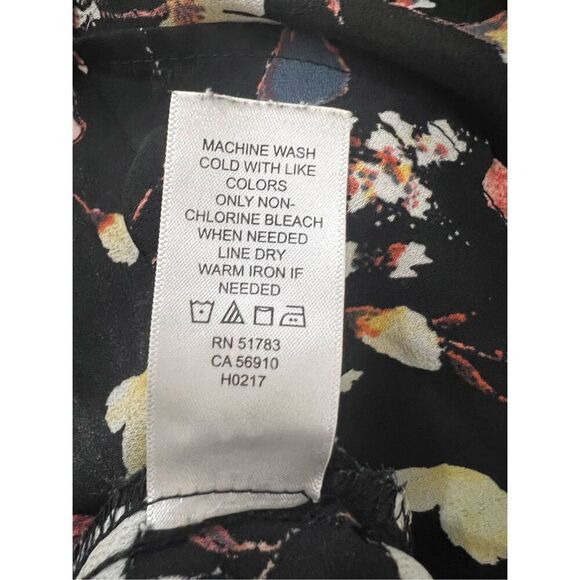 MACHINE WASH
COLD WITH LIKE
COLORS
ONLY NON-
CHLORINE BLEACH
WHEN NEEDED
LINE DRY
WARM IRON IF
NEEDED
RN 51783
CA 56910
H0217